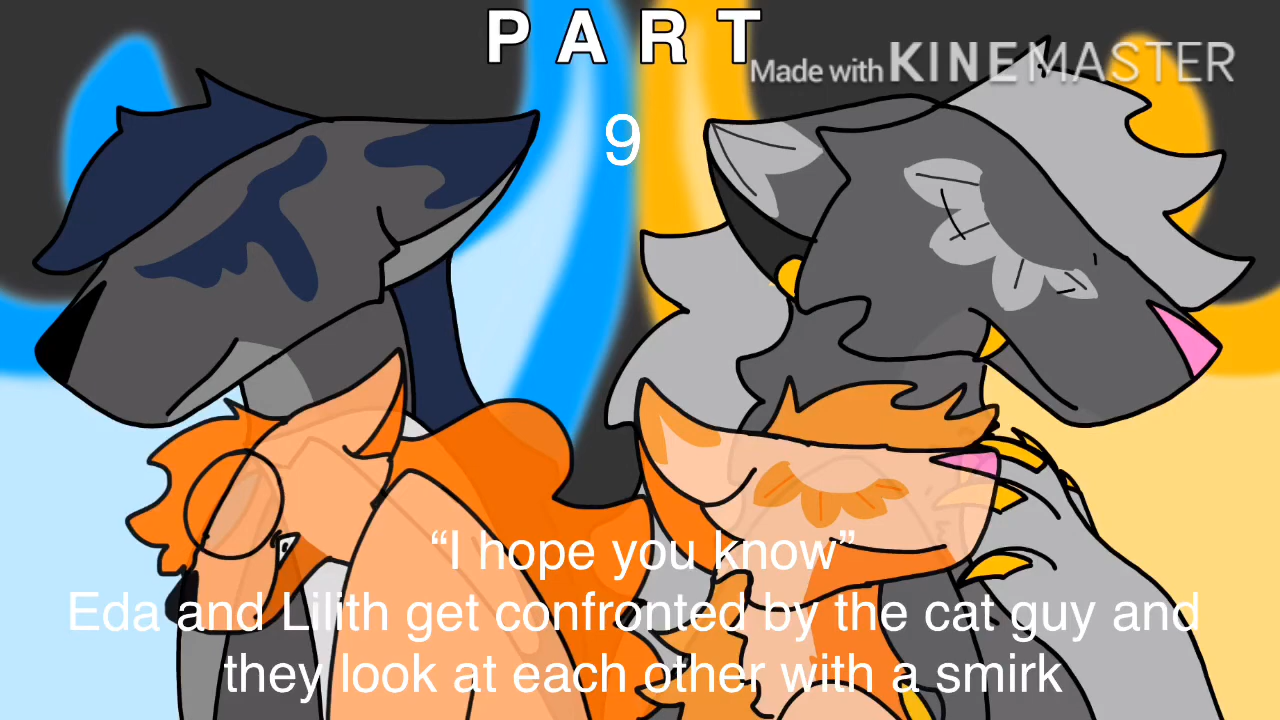 PART
Made with KINEMASTER
9
“I hope you know”
Eda and Lilith get confronted by the cat guy and
they look at each other with a smirk